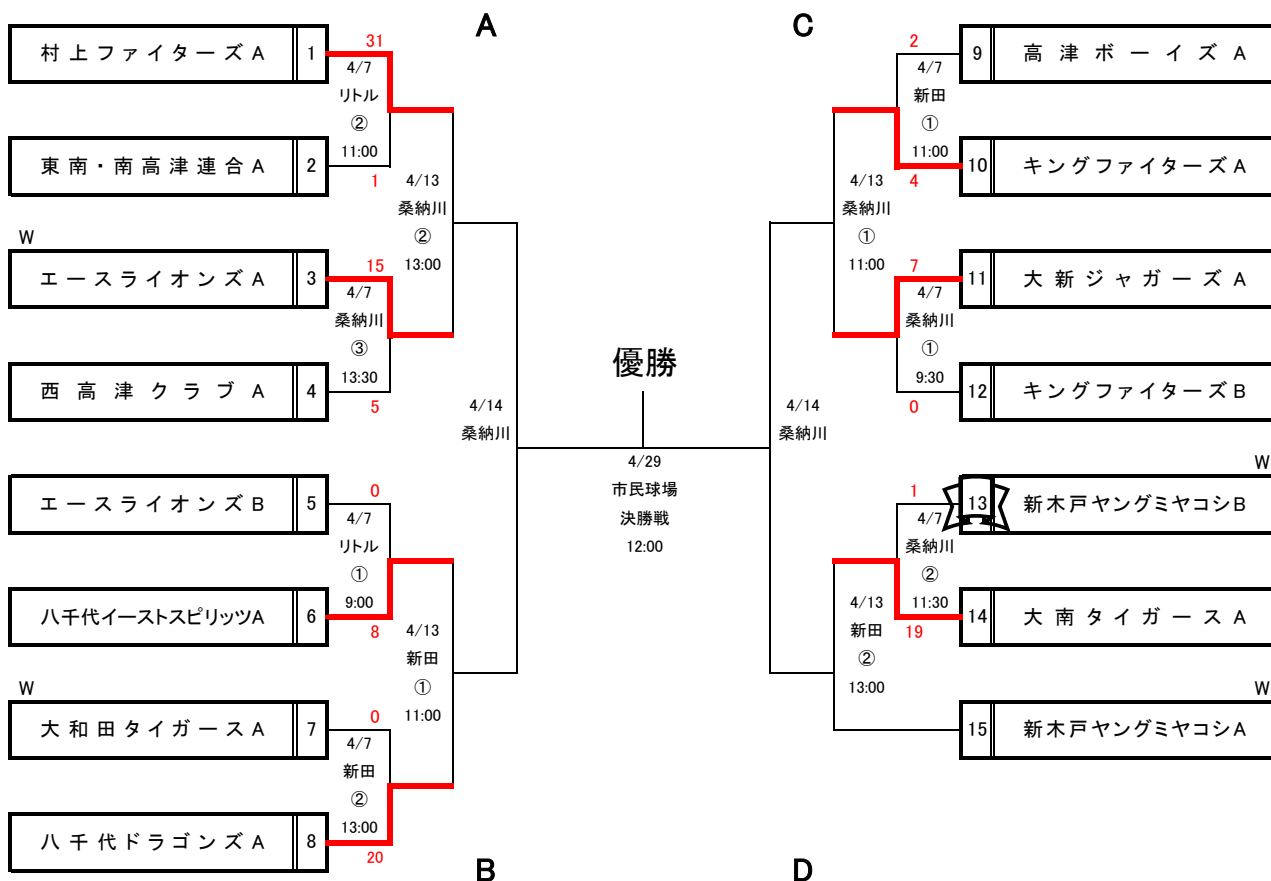 A
C
31
村上ファイターズA 1
4/7
リトル
②
11:00
東南・南高津連合A 2
1
4/13
桑納川
②
13:00
W
エースライオンズA 3
15
4/7
桑納川
③
13:30
西高津クラブA 4
5
エースライオンズB 5
0
4/7
リトル
①
9:00
八千代イーストスピリッツA 6
8
4/13
新田
①
11:00
W
大和田タイガースA 7
0
4/7
新田
②
13:00
八千代ドラゴンズA 8
20
4/14
桑納川
優勝
4/29
市民球場
決勝戦
12:00
4/14
桑納川
2
9 高津ボーイズA
4/7
新田
①
11:00
10 キングファイターズA
4
4/13
桑納川
①
11:00
7
11 大新ジャガーズA
4/7
桑納川
①
9:30
12 キングファイターズB
0
W
1
13 新木戸ヤングミヤコシB
4/7
桑納川
②
11:30
14 大南タイガースA
19
4/13
新田
②
13:00
W
15 新木戸ヤングミヤコシA
B
D